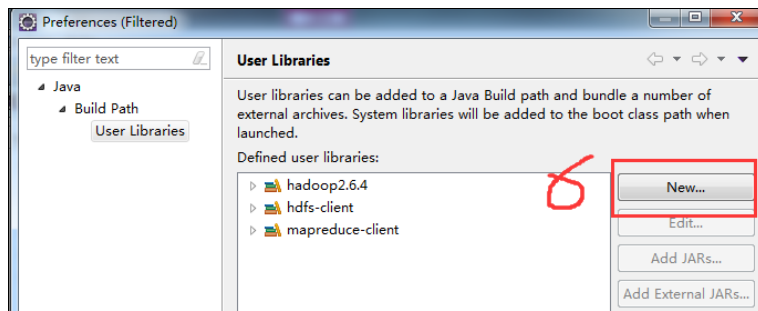 Preferences (Filtered)
type filter text
User Libraries
Java
Build Path
User Libraries
User libraries can be added to a Java Build path and bundle a number of
external archives. System libraries will be added to the boot class path when
launched.
Defined user libraries:
hadoop2.6.4
hdfs-client
mapreduce-client
6
New...
Edit...
Add JARs...
Add External JARs...